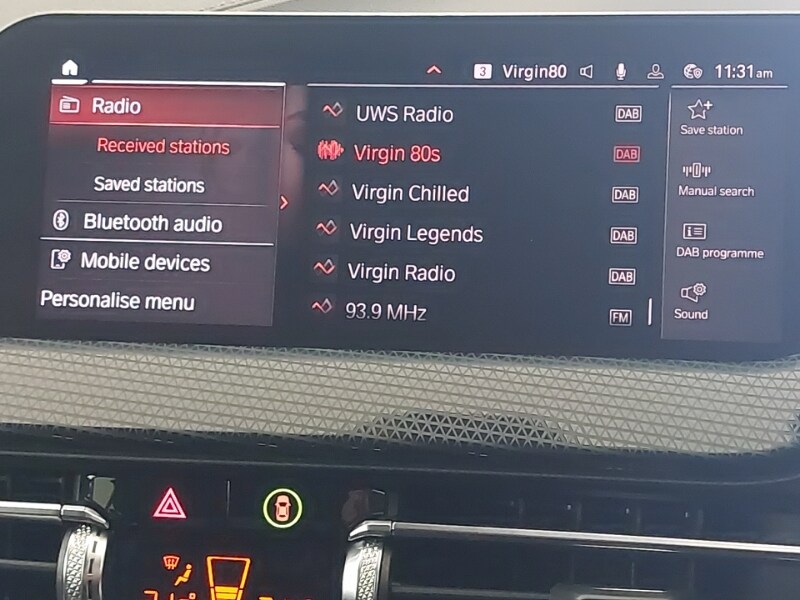 3 Virgin80 11:31am
Radio
Received stations
Saved stations
Bluetooth audio
Mobile devices
Personalise menu
UWS Radio DAB
Virgin 80s DAB
Virgin Chilled DAB
Virgin Legends DAB
Virgin Radio DAB
93.9 MHz FM
Save station
Manual search
DAB programme
Sound